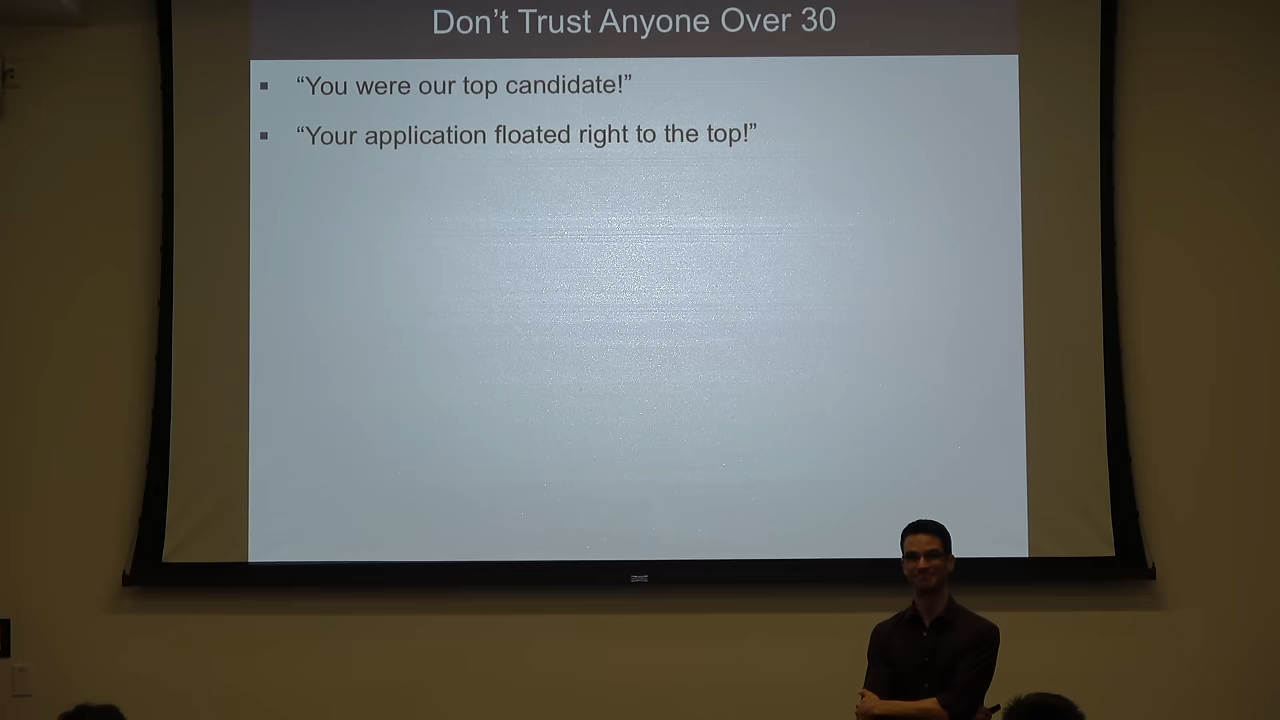 Don’t Trust Anyone Over 30
“You were our top candidate!”
“Your application floated right to the top!”